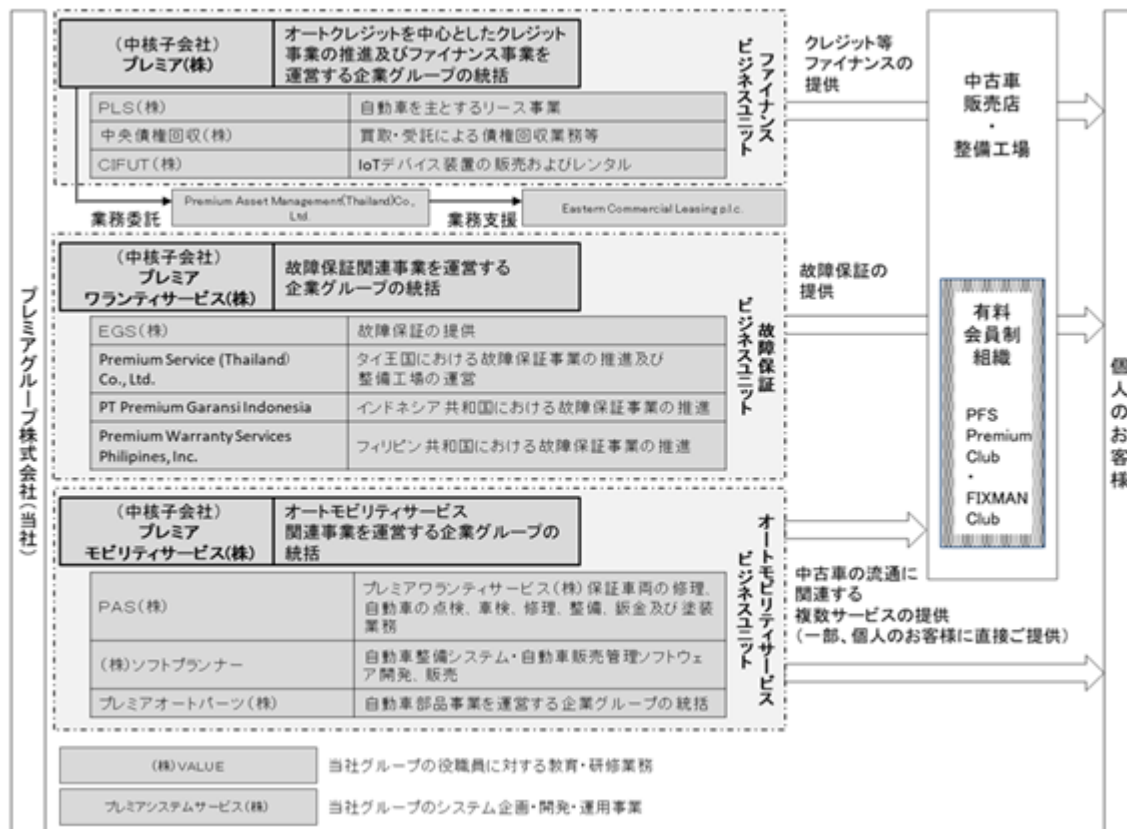 プレミアグループ株式会社(当社)
(中核子会社)
プレミア(株)
オートクレジットを中心としたクレジット
事業の推進及びファイナンス事業を
運営する企業グループの統括
PLS(株)
自動車を主とするリース事業
中央債権回収(株)
買取・受託による債権回収業務等
CIFUT(株)
IoTデバイス装置の販売およびレンタル
ファイナンス
ビジネスユニット
業務委託
Premium Asset Management(Thailand)Co.,
Ltd.
業務支援
Eastern Commercial Leasing p.l.c.
(中核子会社)
プレミア
ワランティサービス(株)
故障保証関連事業を運営する
企業グループの統括
EGS(株)
故障保証の提供
Premium Service (Thailand)
Co., Ltd.
タイ王国における故障保証事業の推進及び
整備工場の運営
PT Premium Garansi Indonesia
インドネシア共和国における故障保証事業の推進
Premium Warranty Services
Philipines, Inc.
フィリピン共和国における故障保証事業の推進
故障保証
ビジネスユニット
(中核子会社)
プレミア
モビリティサービス(株)
オートモビリティサービス
関連事業を運営する企業グループの
統括
PAS(株)
プレミアワランティサービス(株)保証車両の修理、
自動車の点検、車検、修理、整備、鈑金及び塗装
業務
(株)ソフトプランナー
自動車整備システム・自動車販売管理ソフトウェ
ア開発、販売
プレミアオートパーツ(株)
自動車部品事業を運営する企業グループの統括
オートモビリティサービス
ビジネスユニット
(株)VALUE
当社グループの役職員に対する教育・研修業務
プレミアシステムサービス(株)
当社グループのシステム企画・開発・運用事業
クレジット等
ファイナンスの
提供
故障保証の
提供
中古車の流通に
関連する
複数サービスの提供
(一部、個人のお客様に直接ご提供)
中古車
販売店
・
整備工場
有料
会員制
組織
PFS
Premium
Club
・
FIXMAN
Club
個人のお客様